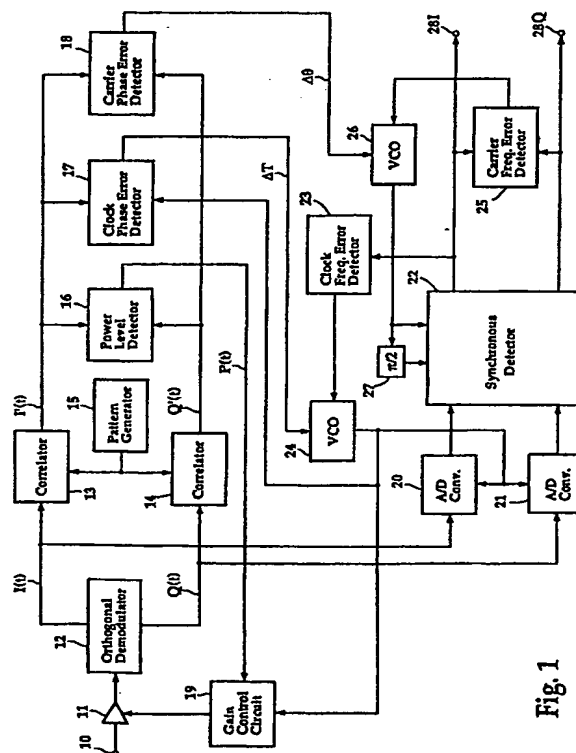 10
11
12
Orthogonal
Demodulator
I(t)
Q(t)
Correlator
13
Correlator
14
15
Pattern
Generator
I'(t)
Q'(t)
16
Power
Level
Detector
17
Clock
Phase Error
Detector
18
Carrier
Phase Error
Detector
P(t)
ΔT
Δθ
19
Gain
Control
Circuit
VCO
24
23
Clock
Freq. Error
Detector
VCO
26
20
A/D
Conv.
21
A/D
Conv.
π/2
27
22
Synchronous
Detector
Carrier
Freq. Error
Detector
25
28I
28Q
Fig. 1